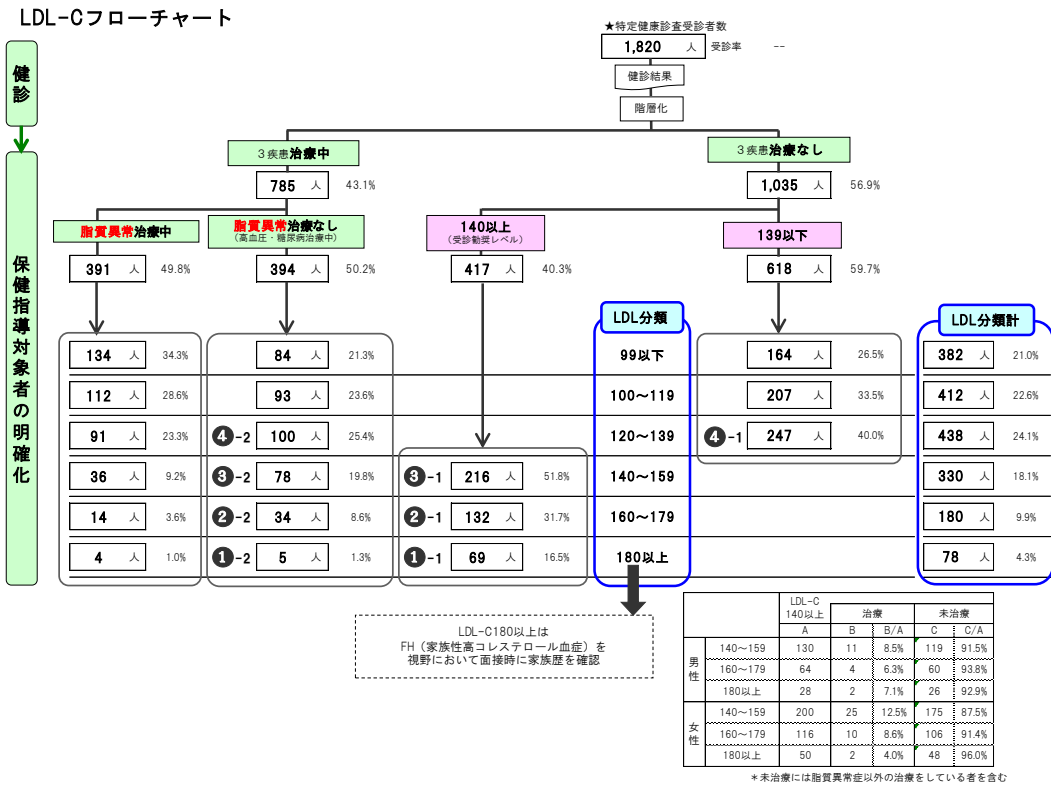 LDL-Cフローチャート
★特定健康診査受診者数
1,820 人 受診率 --
健診
健診結果
階層化
3疾患治療中
3疾患治療なし
785 人 43.1%
1,035 人 56.9%
脂質異常治療中
脂質異常治療なし
(高血圧・糖尿病治療中)
140以上
(受診勧奨レベル)
139以下
391 人 49.8%
394 人 50.2%
417 人 40.3%
618 人 59.7%
保健指導対象者の明確化
LDL分類
LDL分類計
134 人 34.3% 84 人 21.3% 99以下 164 人 26.5% 382 人 21.0%
112 人 28.6% 93 人 23.6% 100～119 207 人 33.5% 412 人 22.6%
91 人 23.3% ❹-2 100 人 25.4% 120～139 ❹-1 247 人 40.0% 438 人 24.1%
36 人 9.2% ❸-2 78 人 19.8% ❸-1 216 人 51.8% 140～159 330 人 18.1%
14 人 3.6% ❷-2 34 人 8.6% ❷-1 132 人 31.7% 160～179 180 人 9.9%
4 人 1.0% ❶-2 5 人 1.3% ❶-1 69 人 16.5% 180以上 78 人 4.3%
LDL-C180以上は
FH（家族性高コレステロール血症）を
視野において面接時に家族歴を確認
LDL-C
140以上 治療 未治療
A B B/A C C/A
男性
140～159 130 11 8.5% 119 91.5%
160～179 64 4 6.3% 60 93.8%
180以上 28 2 7.1% 26 92.9%
女性
140～159 200 25 12.5% 175 87.5%
160～179 116 10 8.6% 106 91.4%
180以上 50 2 4.0% 48 96.0%
＊未治療には脂質異常症以外の治療をしている者を含む